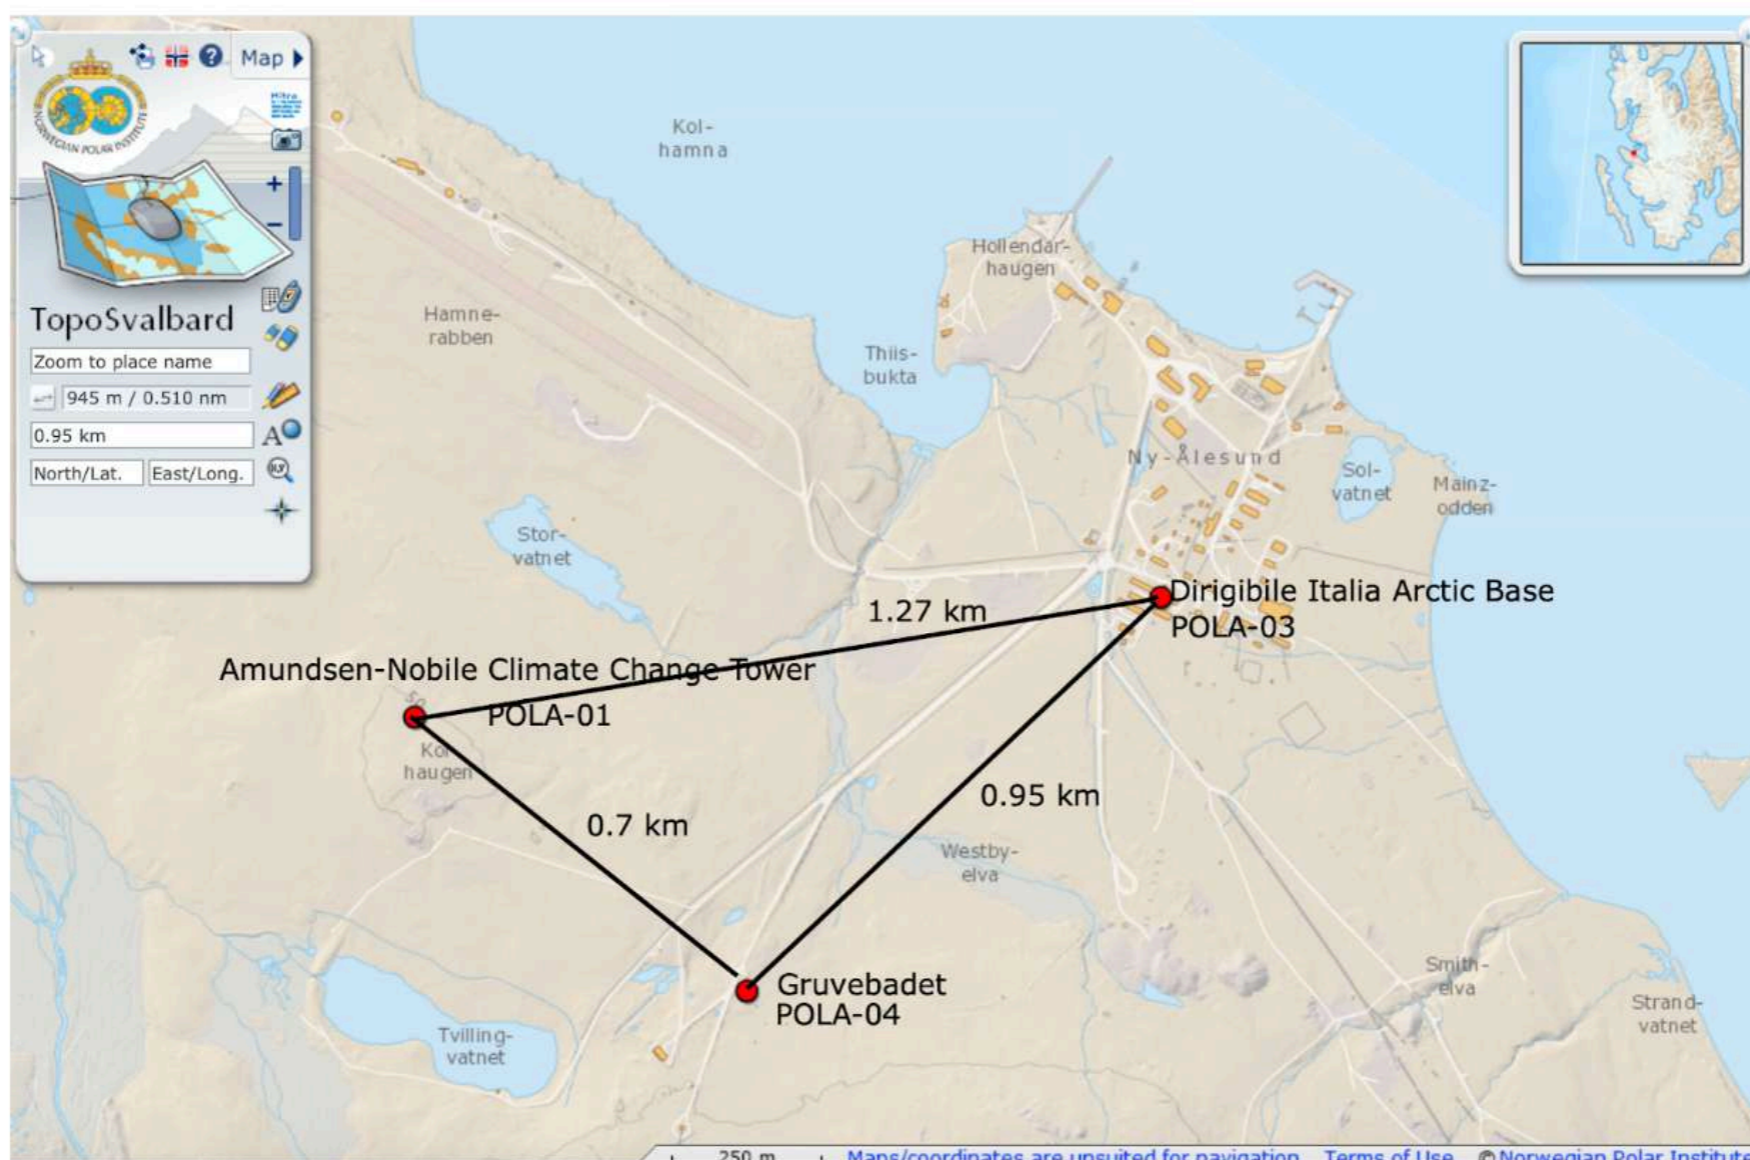 Map
NORWEGIAN POLAR INSTITUTE
TopoSvalbard
Zoom to place name
945 m / 0.510 nm
0.95 km
North/Lat.
East/Long.
Kol-
hamna
Hollendar-
haugen
Hamne-
rabben
Thiis-
bukta
Ny-Ålesund
Sol-
vatnet
Mainz-
odden
Stor-
vatnet
Dirigibile Italia Arctic Base
POLA-03
1.27 km
Amundsen-Nobile Climate Change Tower
POLA-01
haugen
0.7 km
0.95 km
Westby-
elva
Gruvebadet
POLA-04
Smith-
elva
Strand-
vatnet
Tvilling-
vatnet
250 m
Maps/coordinates are unsuited for navigation
Terms of Use
© Norwegian Polar Institute